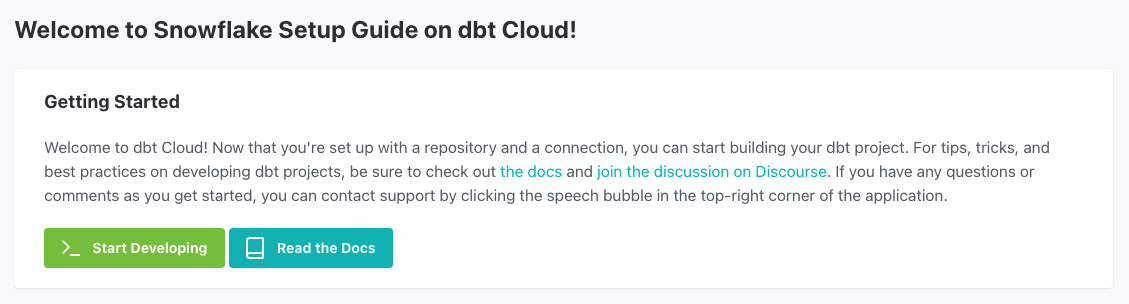 Welcome to Snowflake Setup Guide on dbt Cloud!
Getting Started
Welcome to dbt Cloud! Now that you're set up with a repository and a connection, you can start building your dbt project. For tips, tricks, and
best practices on developing dbt projects, be sure to check out the docs and join the discussion on Discourse. If you have any questions or
comments as you get started, you can contact support by clicking the speech bubble in the top-right corner of the application.
Start Developing
Read the Docs